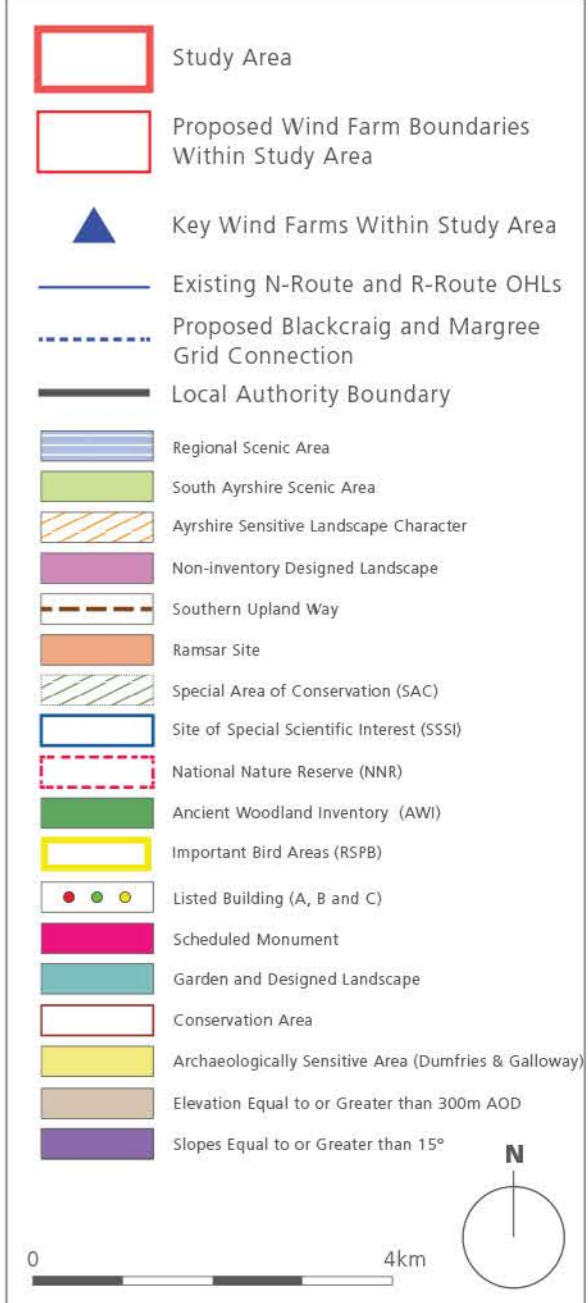 Study Area
Proposed Wind Farm Boundaries
Within Study Area
Key Wind Farms Within Study Area
Existing N-Route and R-Route OHLs
Proposed Blackcraig and Margree
Grid Connection
Local Authority Boundary
Regional Scenic Area
South Ayrshire Scenic Area
Ayrshire Sensitive Landscape Character
Non-inventory Designed Landscape
Southern Upland Way
Ramsar Site
Special Area of Conservation (SAC)
Site of Special Scientific Interest (SSSI)
National Nature Reserve (NNR)
Ancient Woodland Inventory (AWI)
Important Bird Areas (RSPB)
Listed Building (A, B and C)
Scheduled Monument
Garden and Designed Landscape
Conservation Area
Archaeologically Sensitive Area (Dumfries & Galloway)
Elevation Equal to or Greater than 300m AOD
Slopes Equal to or Greater than 15°
N
0 4km